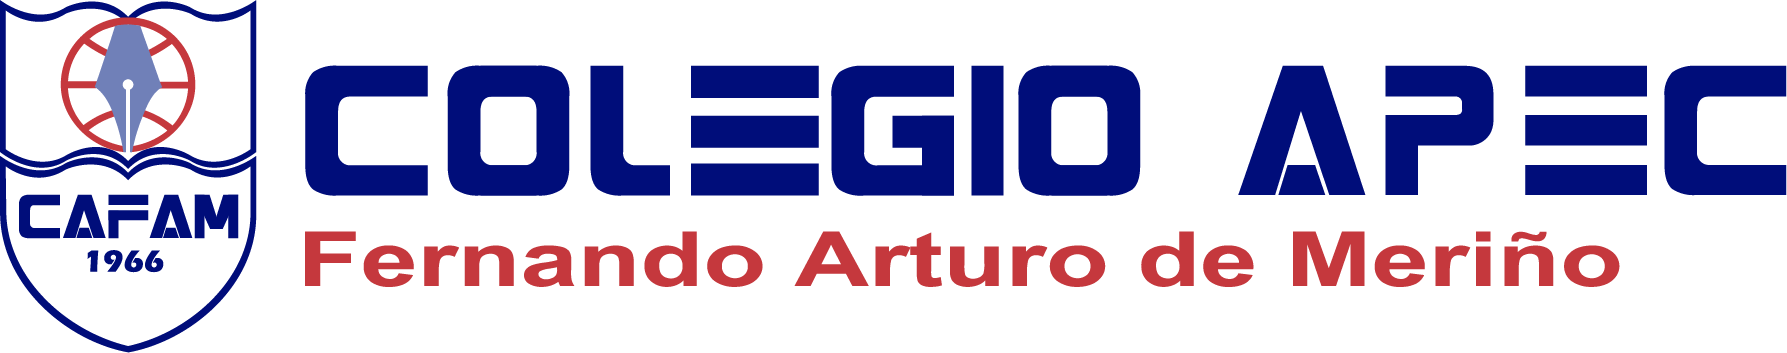 CAFAM
1966
COLEGIO APEC
Fernando Arturo de Meriño